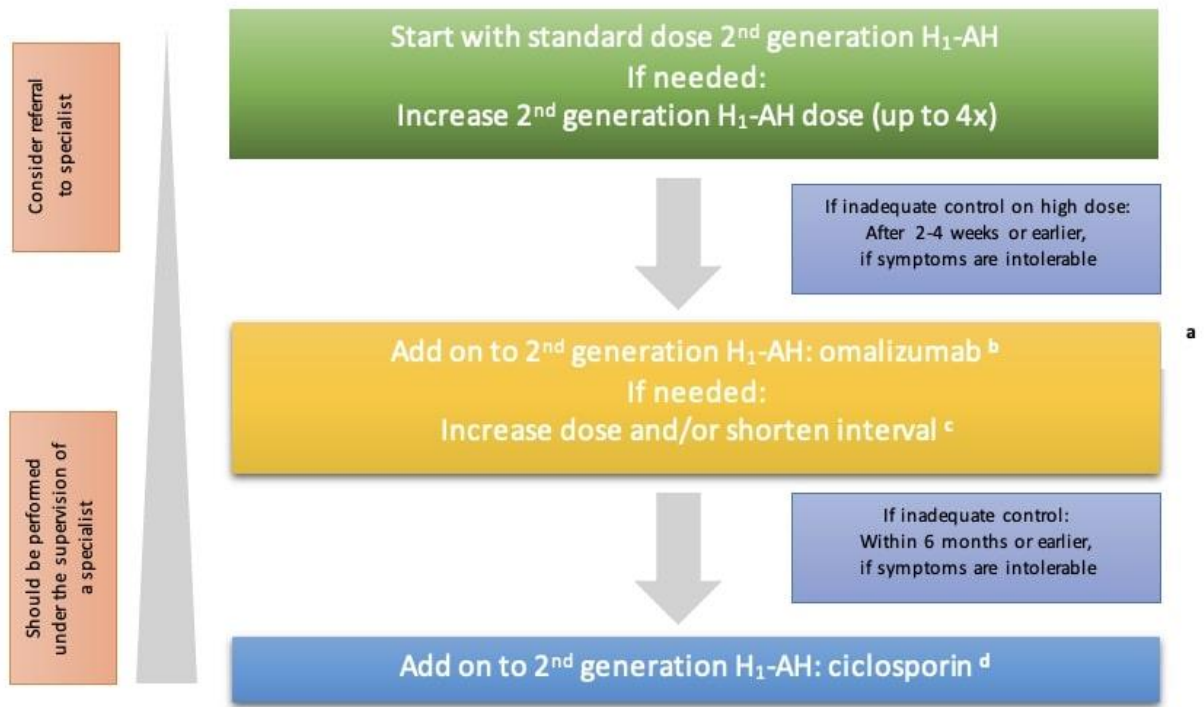 Consider referral
to specialist
Start with standard dose 2nd generation H₁-AH
If needed:
Increase 2nd generation H₁-AH dose (up to 4x)
If inadequate control on high dose:
After 2-4 weeks or earlier,
if symptoms are intolerable
a
Add on to 2nd generation H₁-AH: omalizumab b
If needed:
Increase dose and/or shorten interval c
Should be performed
under the supervision of
a specialist
If inadequate control:
Within 6 months or earlier,
if symptoms are intolerable
Add on to 2nd generation H₁-AH: ciclosporin d